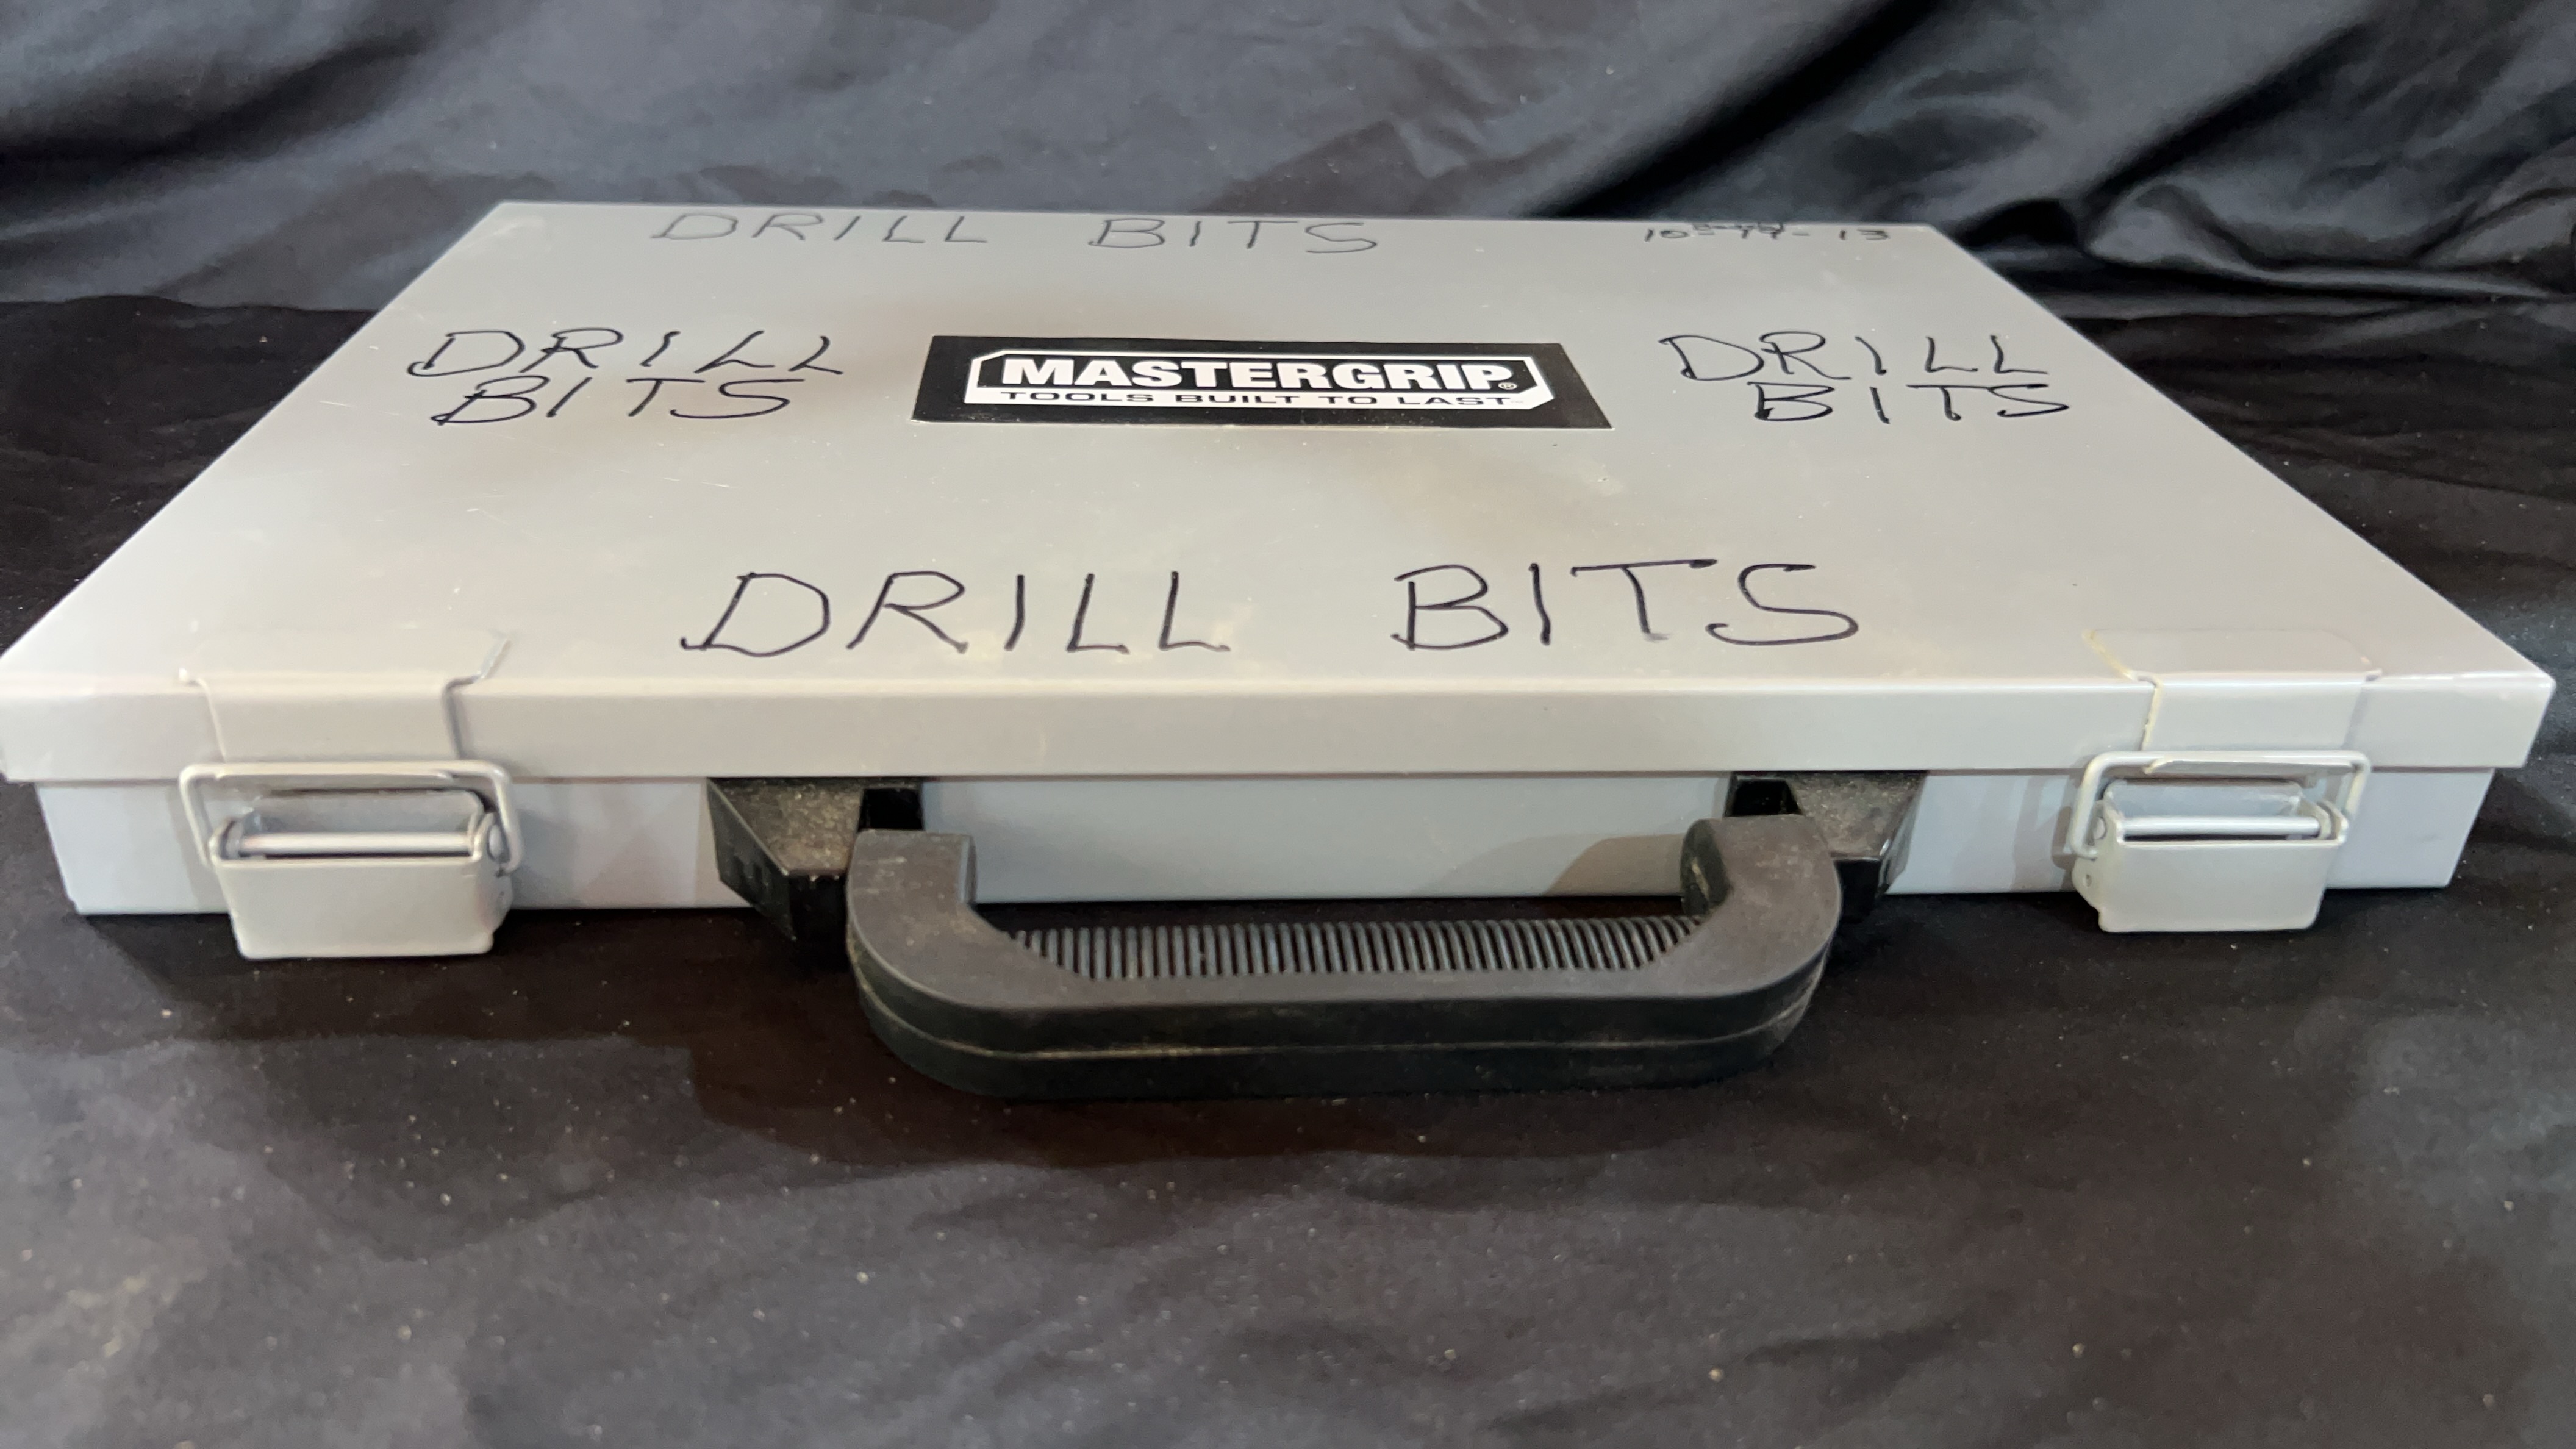 DRILL BITS
DRILL
BITS
MASTERGRIP®
TOOLS BUILT TO LAST
DRILL
BITS
DRILL BITS